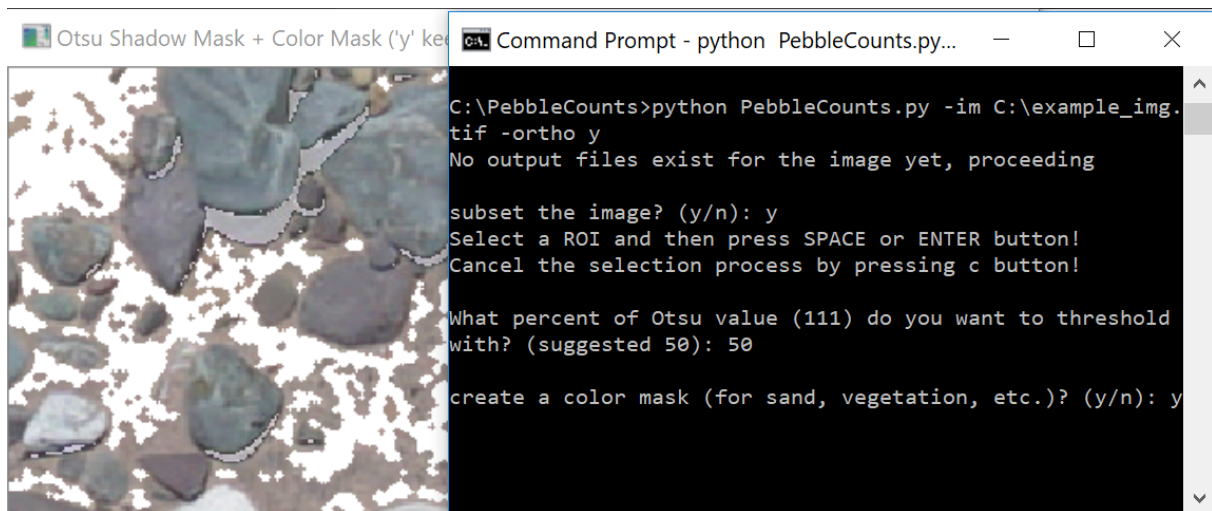 Otsu Shadow Mask + Color Mask ('y' kee
Command Prompt - python  PebbleCounts.py...
C:\PebbleCounts>python PebbleCounts.py -im C:\example_img.
tif -ortho y
No output files exist for the image yet, proceeding
subset the image? (y/n): y
Select a ROI and then press SPACE or ENTER button!
Cancel the selection process by pressing c button!
What percent of Otsu value (111) do you want to threshold
with? (suggested 50): 50
create a color mask (for sand, vegetation, etc.)? (y/n): y